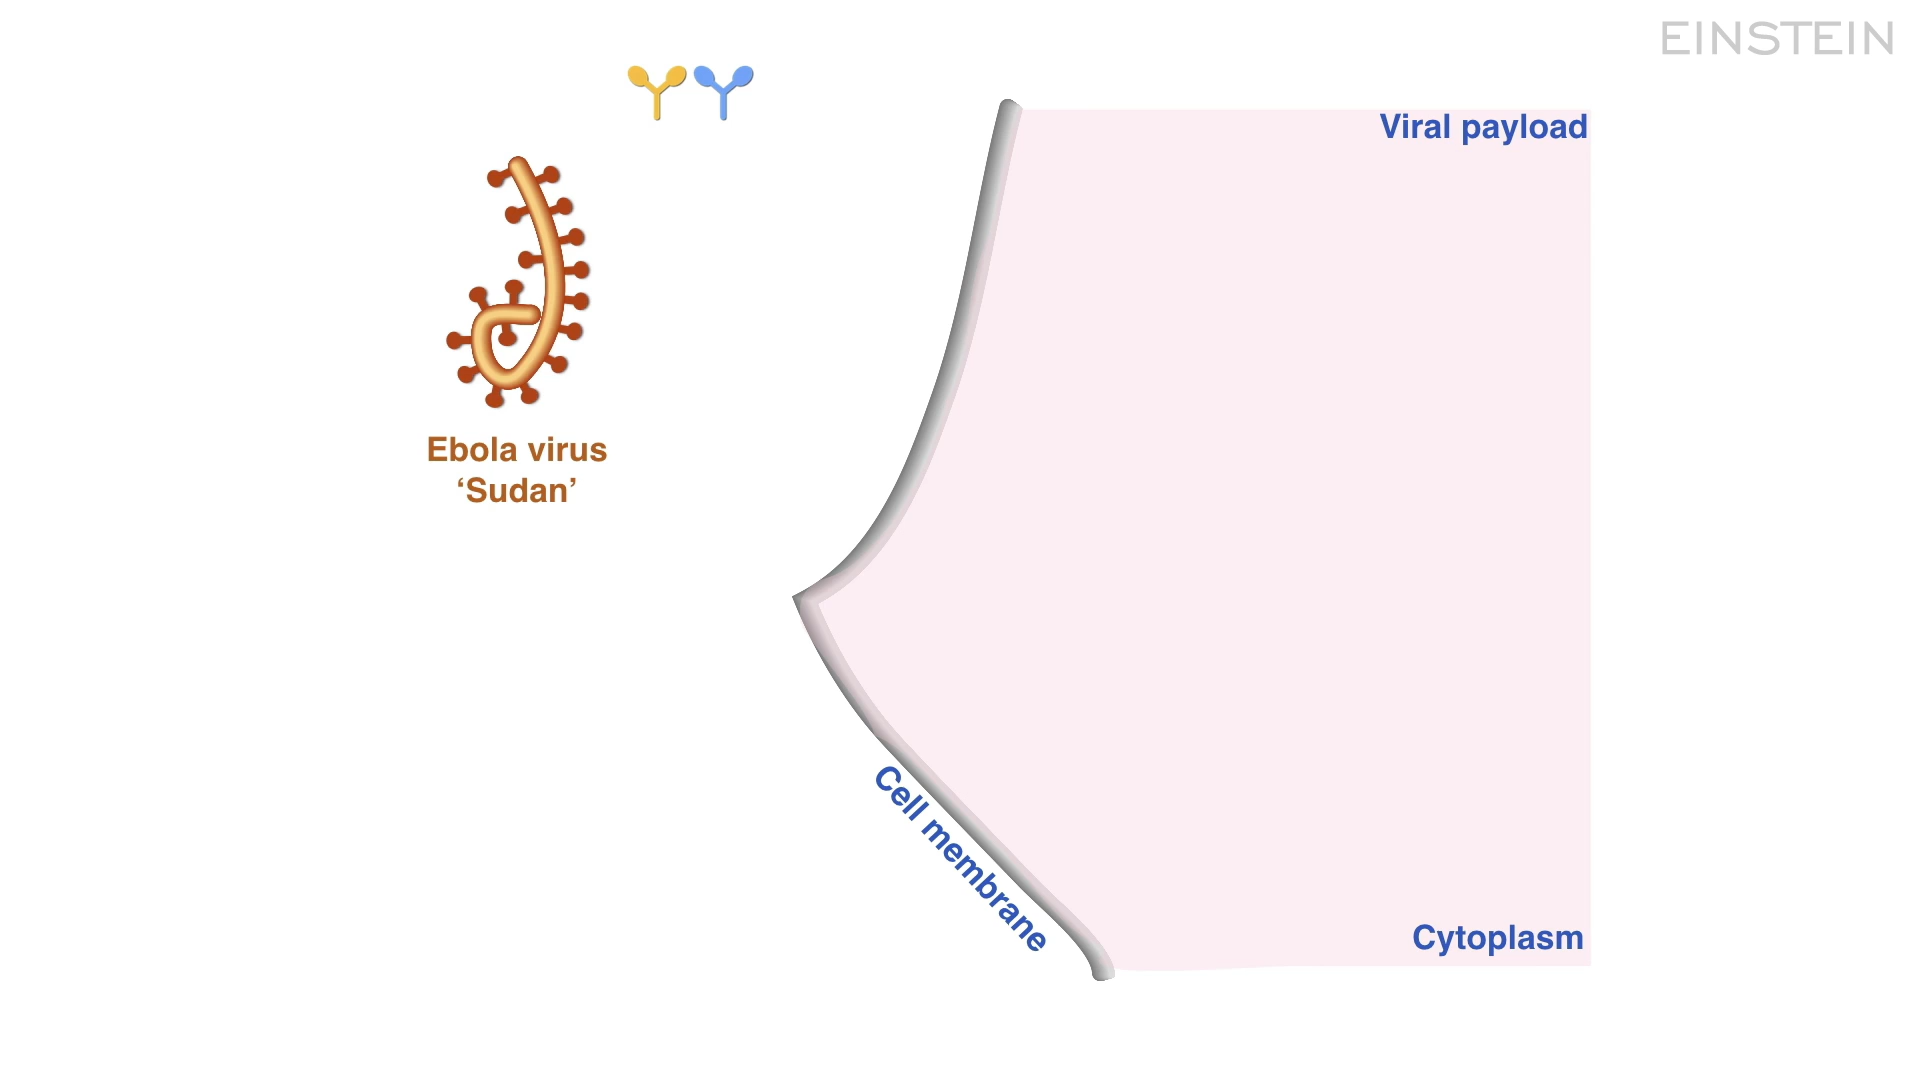 EINSTEIN
Viral payload
Ebola virus
‘Sudan’
Cell membrane
Cytoplasm